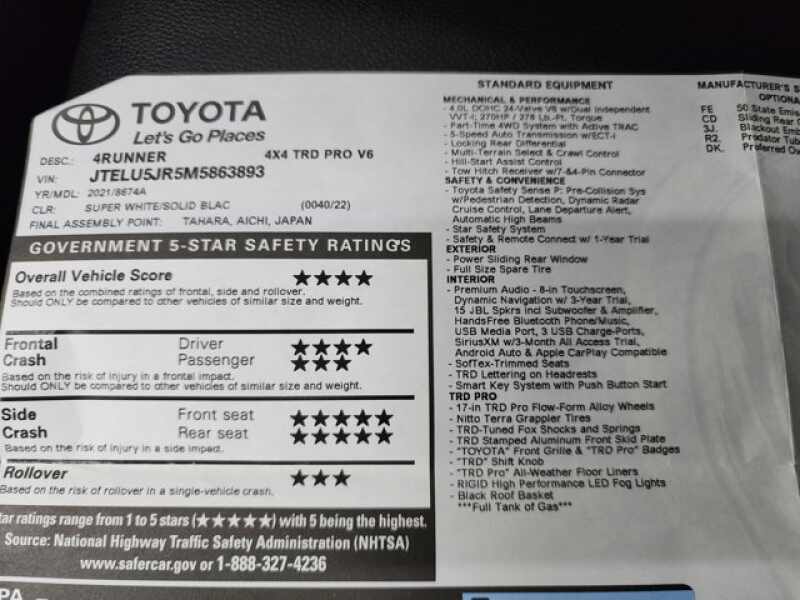 TOYOTA
Let's Go Places
DESC.: 4RUNNER 4X4 TRD PRO V6
VIN: JTELU5JR5M5863893
YR/MDL: 2021/8674A
CLR: SUPER WHITE/SOLID BLAC (0040/22)
FINAL ASSEMBLY POINT: TAHARA, AICHI, JAPAN
GOVERNMENT 5-STAR SAFETY RATINGS
Overall Vehicle Score ★★★★
Based on the combined ratings of frontal, side and rollover.
Should ONLY be compared to other vehicles of similar size and weight.
Frontal Driver ★★★★
Crash Passenger ★★★
Based on the risk of injury in a frontal impact.
Should ONLY be compared to other vehicles of similar size and weight.
Side Front seat ★★★★★
Crash Rear seat ★★★★★
Based on the risk of injury in a side impact.
Rollover ★★★
Based on the risk of rollover in a single-vehicle crash.
ar ratings range from 1 to 5 stars (★★★★★) with 5 being the highest.
Source: National Highway Traffic Safety Administration (NHTSA)
www.safercar.gov or 1-888-327-4236
STANDARD EQUIPMENT
MECHANICAL & PERFORMANCE
- 4.0L DOHC 24-Valve V6 w/Dual Independent
VVT-i; 270HP / 278 Lb.-Ft. Torque
- Part-Time 4WD System with Active TRAC
- 5-Speed Auto Transmission w/ECT-i
- Locking Rear Differential
- Multi-Terrain Select & Crawl Control
- Hill-Start Assist Control
- Tow Hitch Receiver w/7-&4-Pin Connector
SAFETY & CONVENIENCE
- Toyota Safety Sense P: Pre-Collision Sys
w/Pedestrian Detection, Dynamic Radar
Cruise Control, Lane Departure Alert,
Automatic High Beams
- Star Safety System
- Safety & Remote Connect w/ 1-Year Trial
EXTERIOR
- Power Sliding Rear Window
- Full Size Spare Tire
INTERIOR
- Premium Audio - 8-in Touchscreen,
Dynamic Navigation w/ 3-Year Trial,
15 JBL Spkrs incl Subwoofer & Amplifier,
HandsFree Bluetooth Phone/Music,
USB Media Port, 3 USB Charge-Ports,
SiriusXM w/3-Month All Access Trial,
Android Auto & Apple CarPlay Compatible
- SofTex-Trimmed Seats
- TRD Lettering on Headrests
- Smart Key System with Push Button Start
TRD PRO
- 17-in TRD Pro Flow-Form Alloy Wheels
- Nitto Terra Grappler Tires
- TRD-Tuned Fox Shocks and Springs
- TRD Stamped Aluminum Front Skid Plate
- "TOYOTA" Front Grille & "TRD Pro" Badges
- "TRD" Shift Knob
- "TRD Pro" All-Weather Floor Liners
- RIGID High Performance LED Fog Lights
- Black Roof Basket
***Full Tank of Gas***
MANUFACTURER'S S
OPTIONA
FE 50 State Emis
CD Sliding Rear C
3J. Blackout Emb
R2. Predator Tub
DK. Preferred Ow